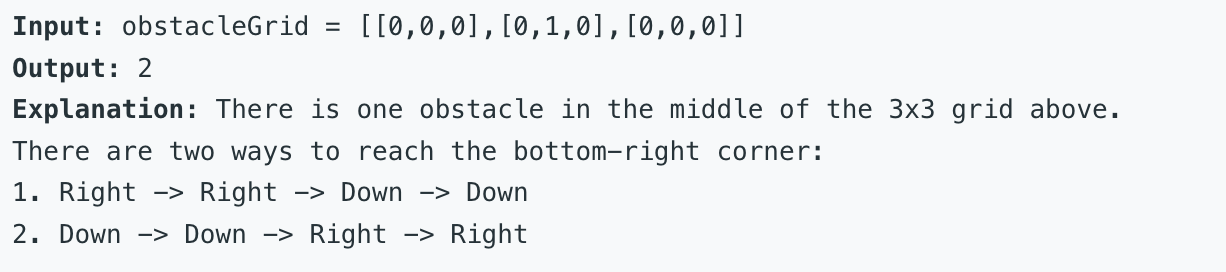 Input: obstacleGrid = [[0,0,0],[0,1,0],[0,0,0]]
Output: 2
Explanation: There is one obstacle in the middle of the 3x3 grid above.
There are two ways to reach the bottom-right corner:
1. Right -> Right -> Down -> Down
2. Down -> Down -> Right -> Right